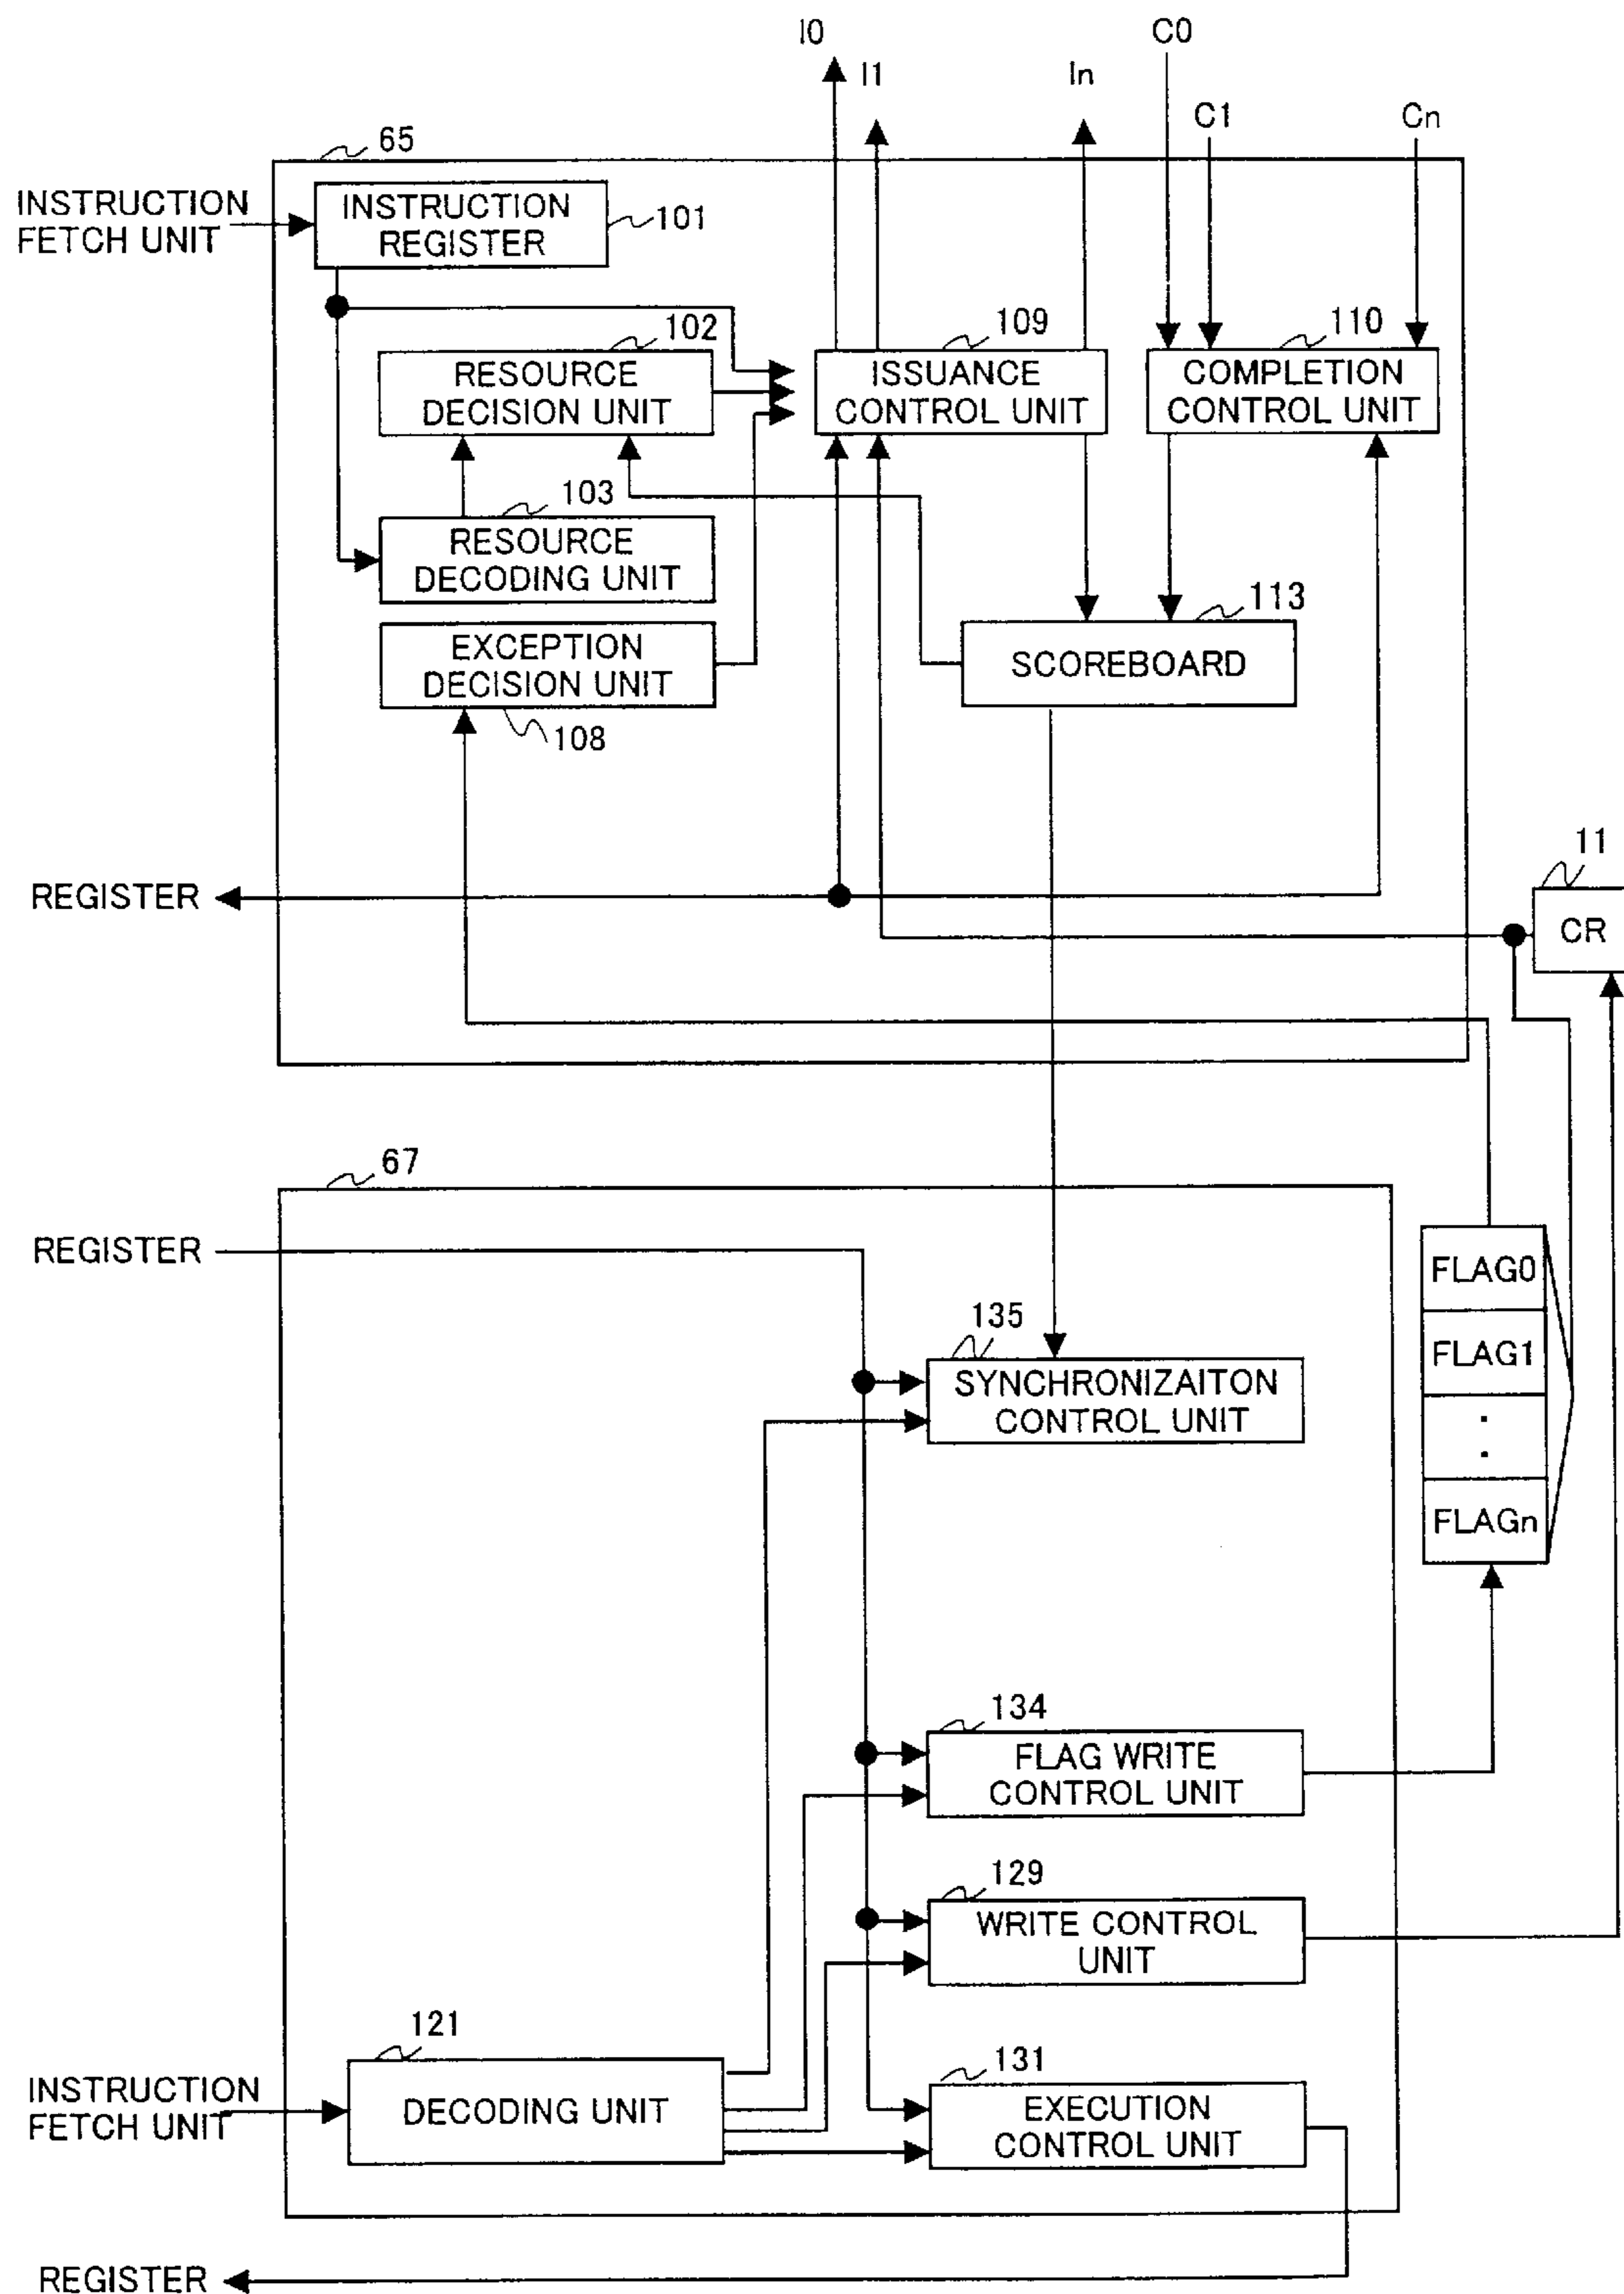 I0
C0
I1
In
C1
Cn
65
INSTRUCTION
FETCH UNIT
INSTRUCTION
REGISTER
101
102
109
110
RESOURCE
DECISION UNIT
ISSUANCE
CONTROL UNIT
COMPLETION
CONTROL UNIT
103
RESOURCE
DECODING UNIT
113
EXCEPTION
DECISION UNIT
SCOREBOARD
108
11
REGISTER
CR
67
REGISTER
FLAG0
135
FLAG1
SYNCHRONIZAITON
CONTROL UNIT
:
FLAGn
134
FLAG WRITE
CONTROL UNIT
129
WRITE CONTROL
UNIT
121
131
INSTRUCTION
FETCH UNIT
DECODING UNIT
EXECUTION
CONTROL UNIT
REGISTER